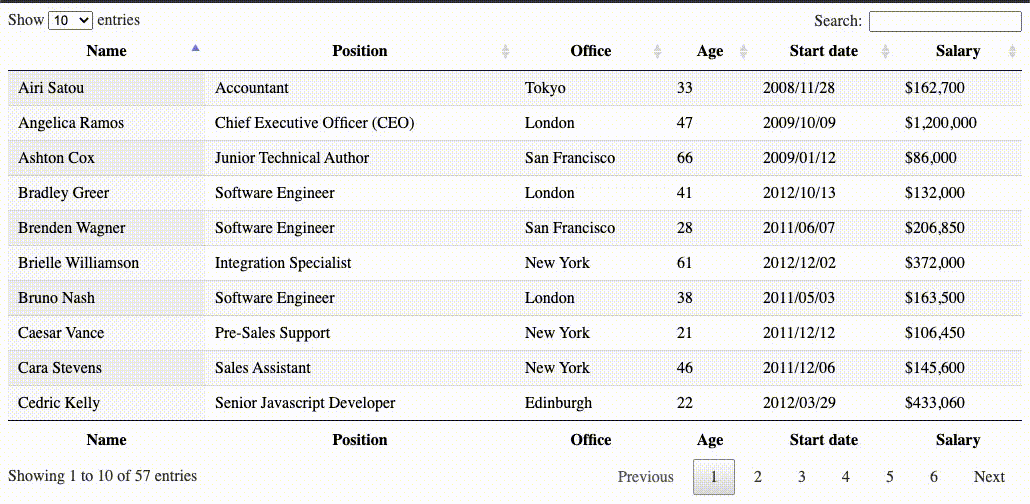 Show 10 entries Search:
Name Position Office Age Start date Salary
Airi Satou Accountant Tokyo 33 2008/11/28 $162,700
Angelica Ramos Chief Executive Officer (CEO) London 47 2009/10/09 $1,200,000
Ashton Cox Junior Technical Author San Francisco 66 2009/01/12 $86,000
Bradley Greer Software Engineer London 41 2012/10/13 $132,000
Brenden Wagner Software Engineer San Francisco 28 2011/06/07 $206,850
Brielle Williamson Integration Specialist New York 61 2012/12/02 $372,000
Bruno Nash Software Engineer London 38 2011/05/03 $163,500
Caesar Vance Pre-Sales Support New York 21 2011/12/12 $106,450
Cara Stevens Sales Assistant New York 46 2011/12/06 $145,600
Cedric Kelly Senior Javascript Developer Edinburgh 22 2012/03/29 $433,060
Name Position Office Age Start date Salary
Showing 1 to 10 of 57 entries Previous 1 2 3 4 5 6 Next